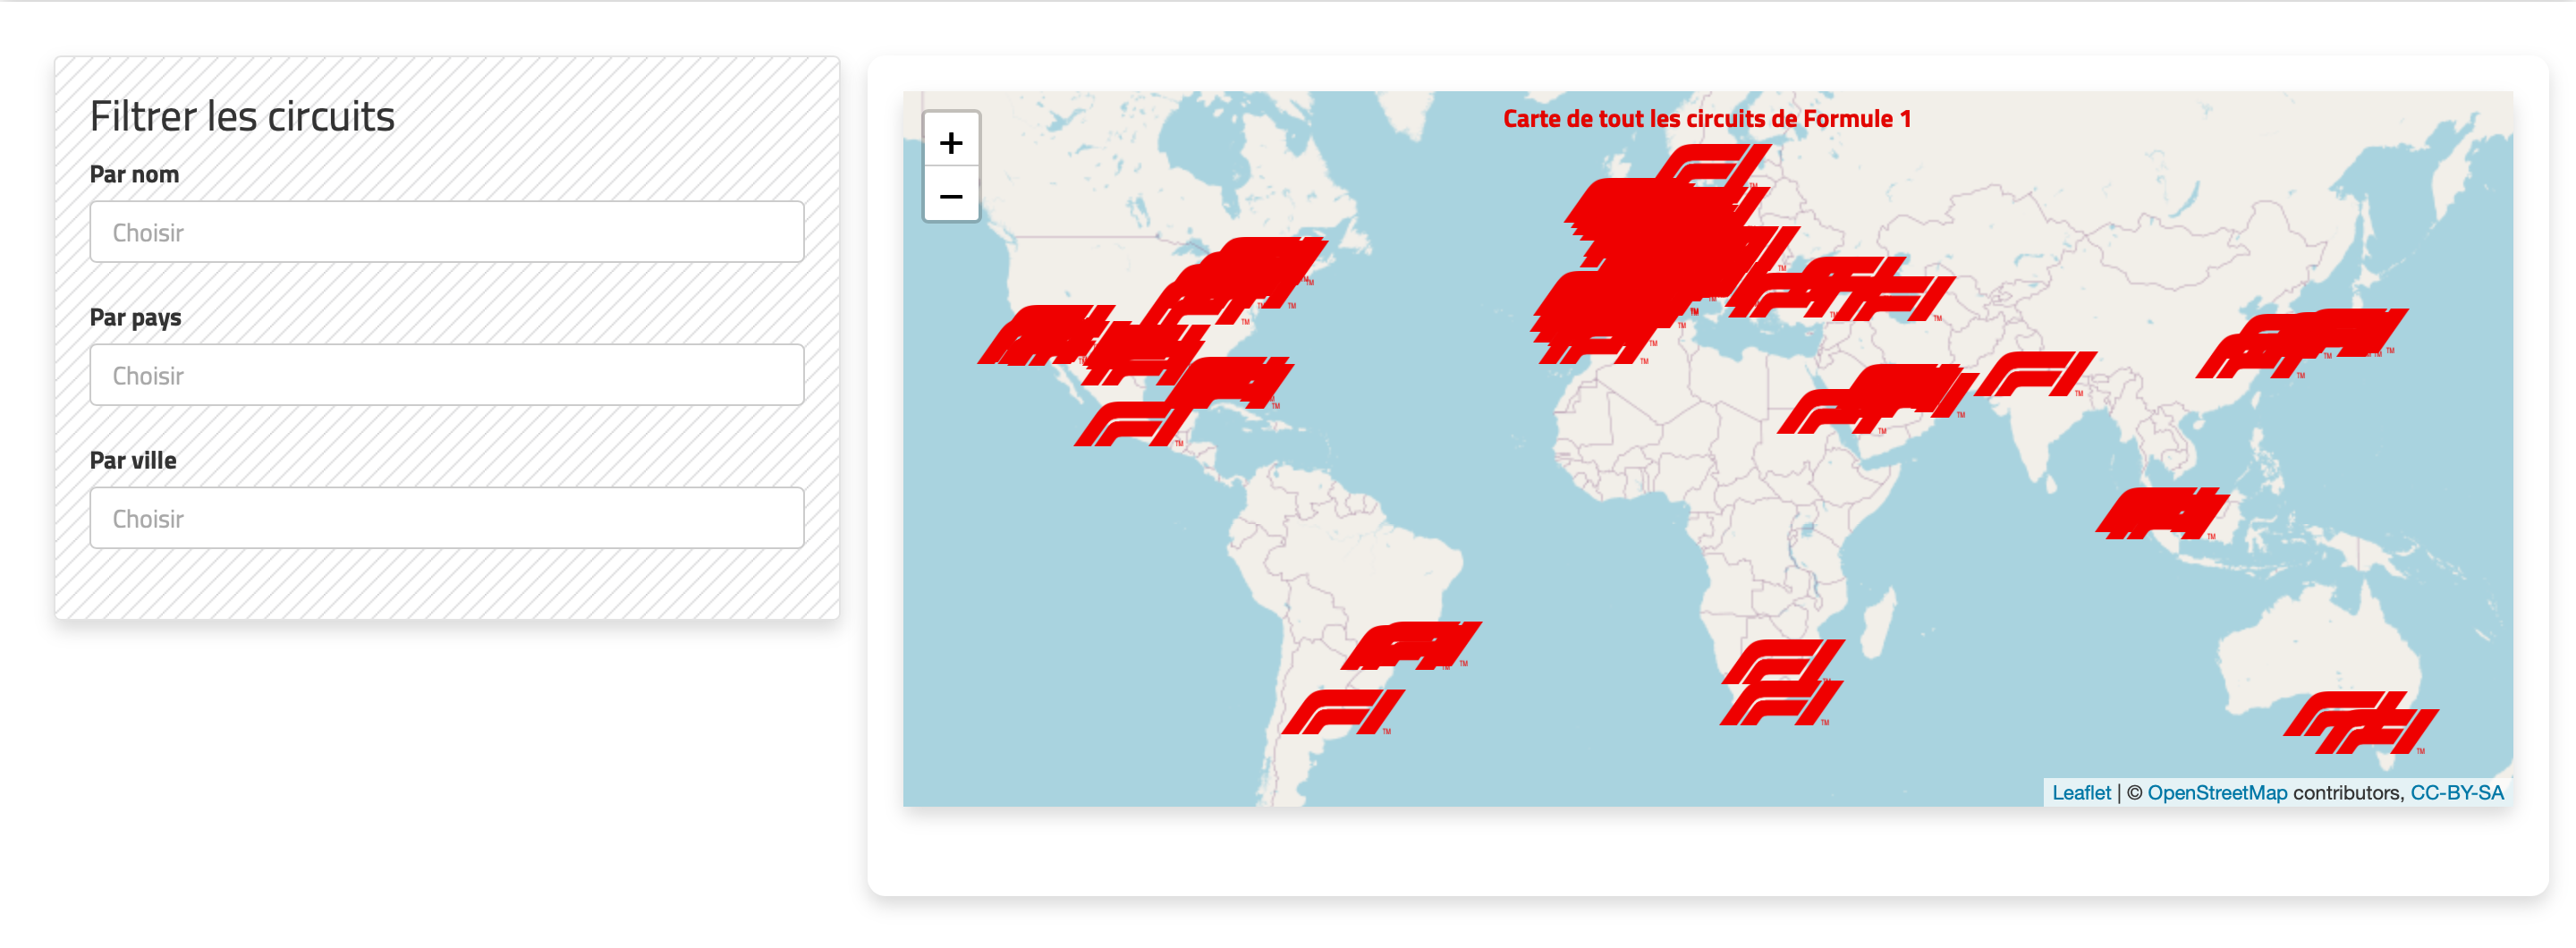 Filtrer les circuits
Par nom
Choisir
Par pays
Choisir
Par ville
Choisir
+
−
Carte de tout les circuits de Formule 1
Leaflet | © OpenStreetMap contributors, CC-BY-SA